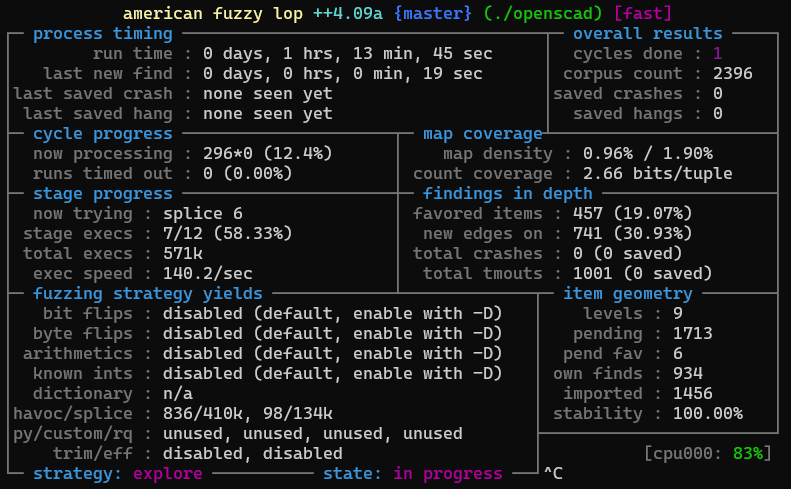 american fuzzy lop ++4.09a {master} (./openscad) [fast]
process timing overall results
run time : 0 days, 1 hrs, 13 min, 45 sec cycles done : 1
last new find : 0 days, 0 hrs, 0 min, 19 sec corpus count : 2396
last saved crash : none seen yet saved crashes : 0
last saved hang : none seen yet saved hangs : 0
cycle progress map coverage
now processing : 296*0 (12.4%) map density : 0.96% / 1.90%
runs timed out : 0 (0.00%) count coverage : 2.66 bits/tuple
stage progress findings in depth
now trying : splice 6 favored items : 457 (19.07%)
stage execs : 7/12 (58.33%) new edges on : 741 (30.93%)
total execs : 571k total crashes : 0 (0 saved)
exec speed : 140.2/sec total tmouts : 1001 (0 saved)
fuzzing strategy yields item geometry
bit flips : disabled (default, enable with -D) levels : 9
byte flips : disabled (default, enable with -D) pending : 1713
arithmetics : disabled (default, enable with -D) pend fav : 6
known ints : disabled (default, enable with -D) own finds : 934
dictionary : n/a imported : 1456
havoc/splice : 836/410k, 98/134k stability : 100.00%
py/custom/rq : unused, unused, unused, unused
trim/eff : disabled, disabled [cpu000: 83%]
strategy: explore state: in progress ^C